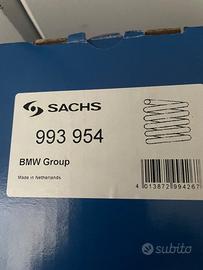 SACHS
993 954
BMW Group
Made in Netherlands
4 013872 994267
subito